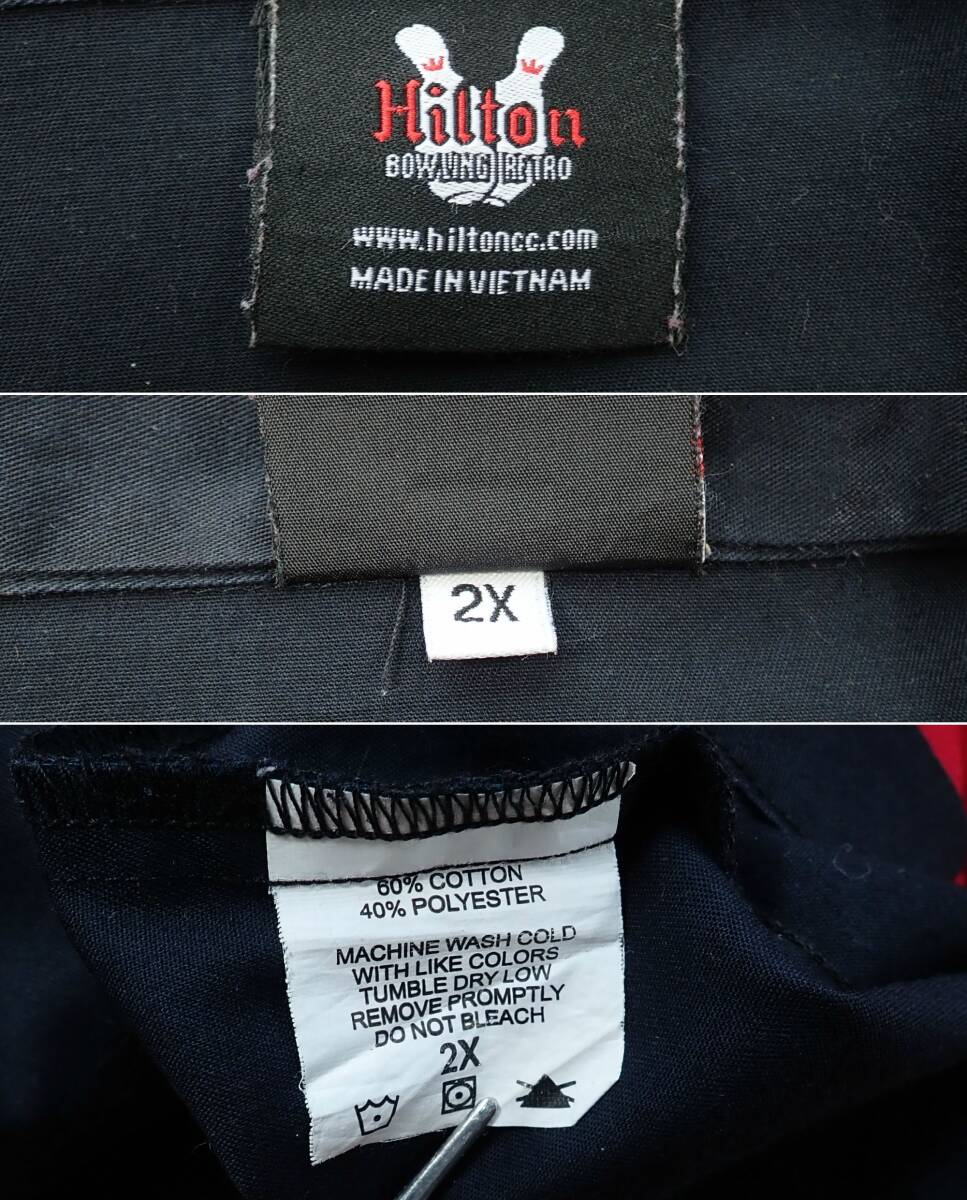 Hilton
BOWLING RETRO
www.hiltoncc.com
MADE IN VIETNAM
2X
60% COTTON
40% POLYESTER
MACHINE WASH COLD
WITH LIKE COLORS
TUMBLE DRY LOW
REMOVE PROMPTLY
DO NOT BLEACH
2X